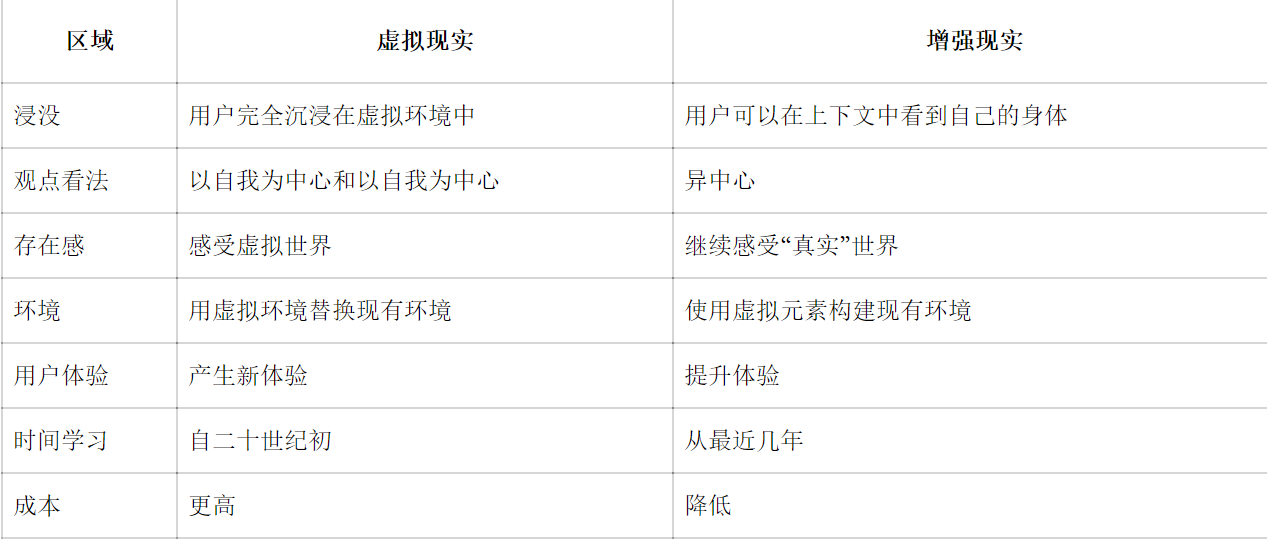 区域 虚拟现实 增强现实
浸没 用户完全沉浸在虚拟环境中 用户可以在上下文中看到自己的身体
观点看法 以自我为中心和以自我为中心 异中心
存在感 感受虚拟世界 继续感受“真实”世界
环境 用虚拟环境替换现有环境 使用虚拟元素构建现有环境
用户体验 产生新体验 提升体验
时间学习 自二十世纪初 从最近几年
成本 更高 降低